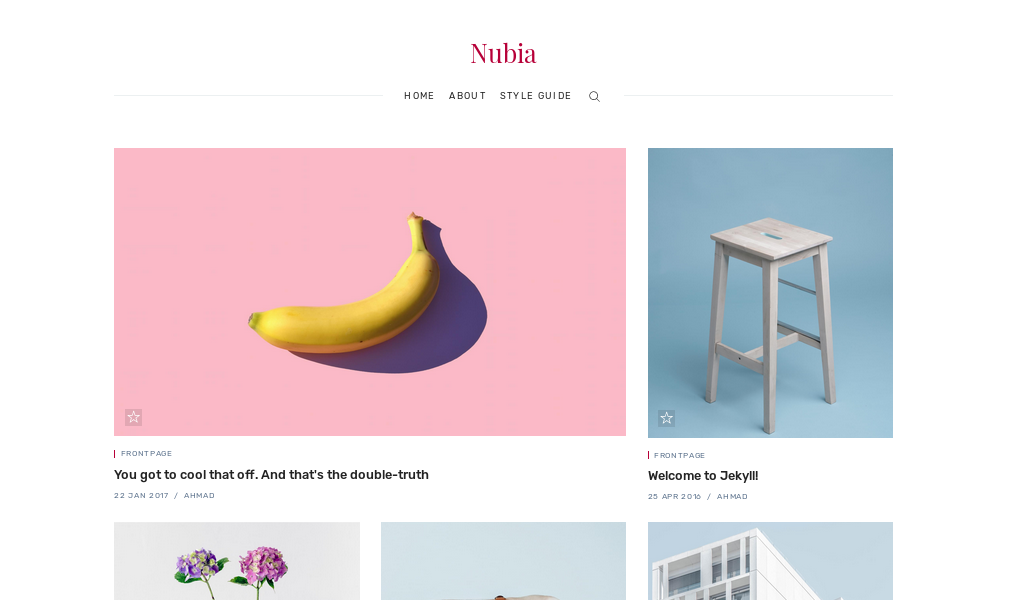 Nubia
HOME ABOUT STYLE GUIDE
FRONTPAGE
You got to cool that off. And that's the double-truth
22 JAN 2017 / AHMAD
FRONTPAGE
Welcome to Jekyll!
25 APR 2016 / AHMAD